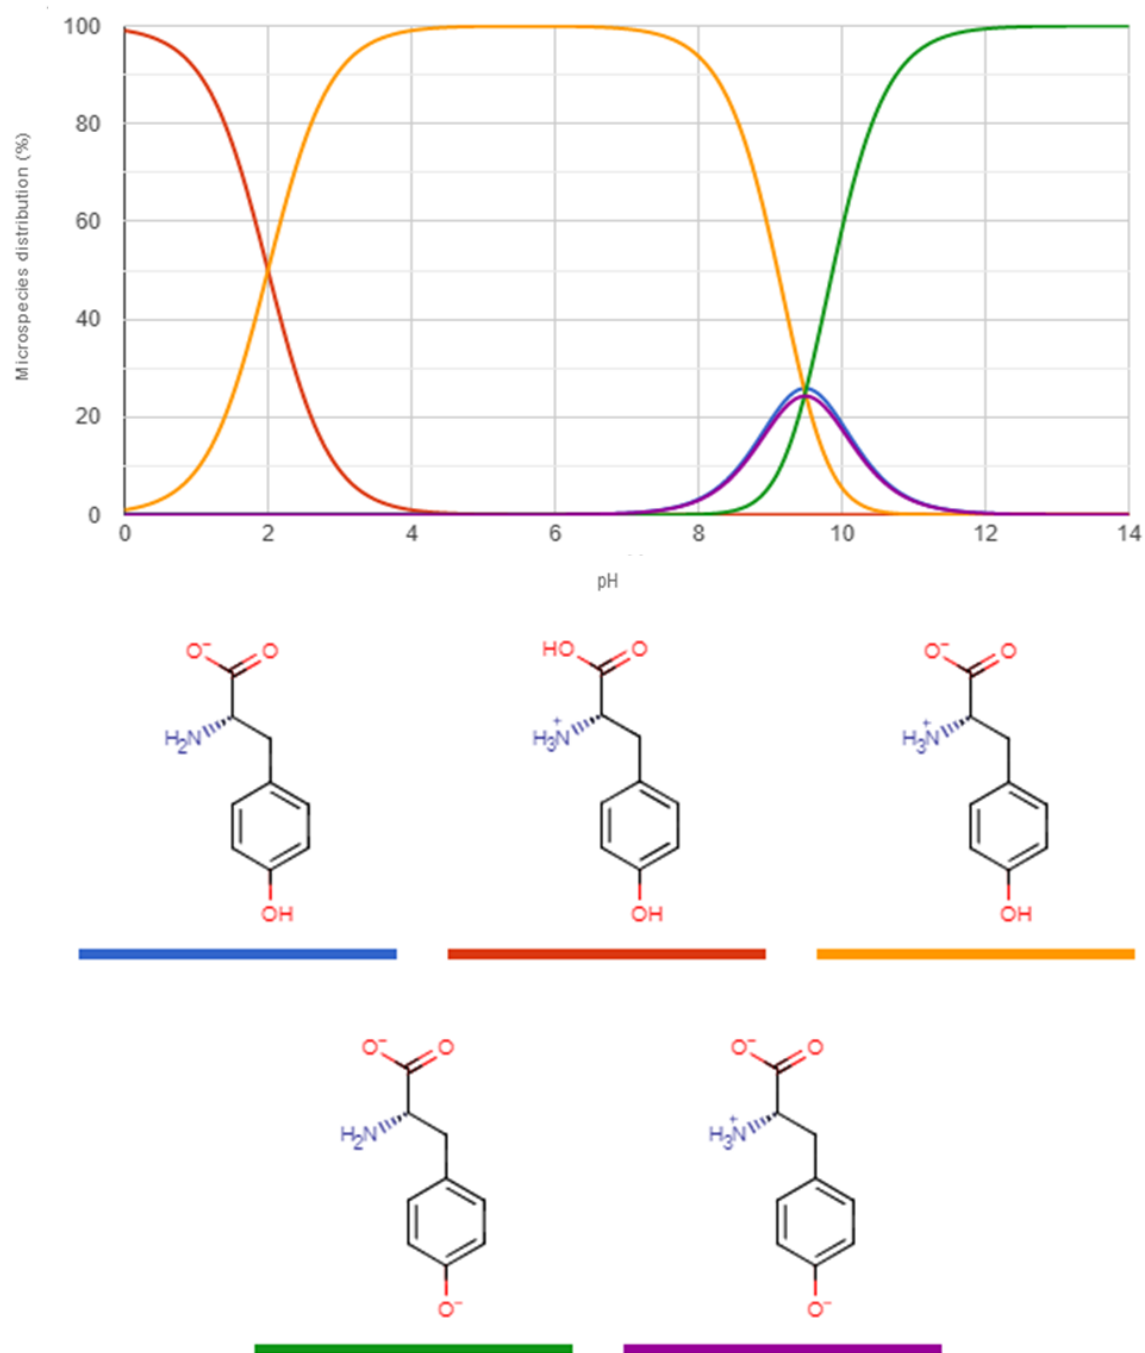 100
80
60
40
20
0
Microspecies distribution (%)
0 2 4 6 8 10 12 14
pH
O⁻ O HO O O⁻ O
H₂N H₃N⁺ H₃N⁺
OH OH OH
O⁻ O O⁻ O
H₂N H₃N⁺
O⁻ O⁻